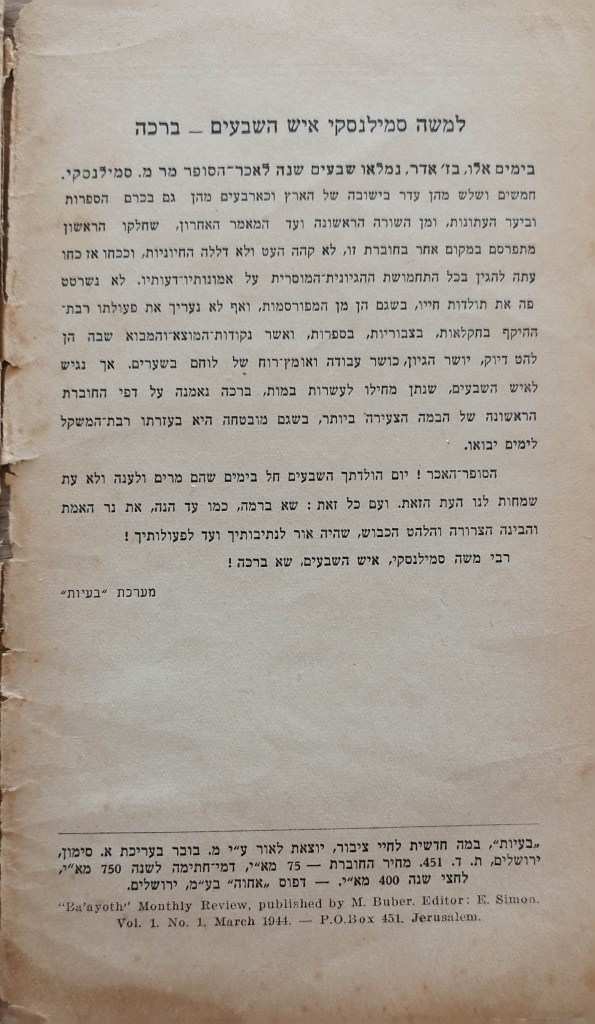 למשה סמילנסקי איש השבעים — ברכה
בימים אלו, בז׳ אדר, נמלאו שבעים שנה לאכר־הסופר מר מ. סמילנסקי.
חמשים ושלש מהן עדר בישובה של הארץ וכארבעים מהן גם בכרם הספרות
וביער העתונות, ומן השורה הראשונה ועד המאמר האחרון, שחלקו הראשון
מתפרסם במקום אחר בחוברת זו, לא קהה העט ולא דללה החיוניות, וככחו אז כחו
עתה להגין בכל התחמושת ההגיונית־המוסרית על אמונותיו־דעותיו. לא נשרטט
פה את תולדות חייו, בשגם הן מן המפורסמות, ואף לא נעריך את פעולתו רבת־
ההיקף בחקלאות, בצבוריות, בספרות, ואשר נקודות־המוצא־והמבוא שבה הן
להט דיוק, יושר הגיון, כושר עבודה ואומץ־רוח של לוחם בשערים. אך נגיש
לאיש השבעים, שנתן מחילו לעשרות במות, ברכה נאמנה על דפי החוברת
הראשונה של הבמה הצעירה ביותר, בשגם מובטחה היא בעזרתו רבת־המשקל
לימים יבואו.
הסופר־האכר ! יום הולדתך השבעים חל בימים שהם מרים ולענה ולא עת
שמחות לנו העת הזאת. ועם כל זאת : שא ברמה, כמו עד הנה, את נר האמת
והבינה הצרורה והלהט הכבוש, שהיה אור לנתיבותיך ועד לפעולותיך !
רבי משה סמילנסקי, איש השבעים, שא ברכה !
מערכת „בעיות”
„בעיות”, במה חדשית לחיי ציבור, יוצאת לאור ע״י מ. בובר בעריכת א. סימון,
ירושלים, ת. ד. 451. מחיר החוברת — 75 מא״י, דמי־חתימה לשנה 750 מא״י,
לחצי שנה 400 מא״י. — דפוס „אחוה” בע״מ, ירושלים.
"Ba'ayoth" Monthly Review, published by M. Buber. Editor: E. Simon.
Vol. 1. No. 1. March 1944. — P.O.Box 451. Jerusalem.